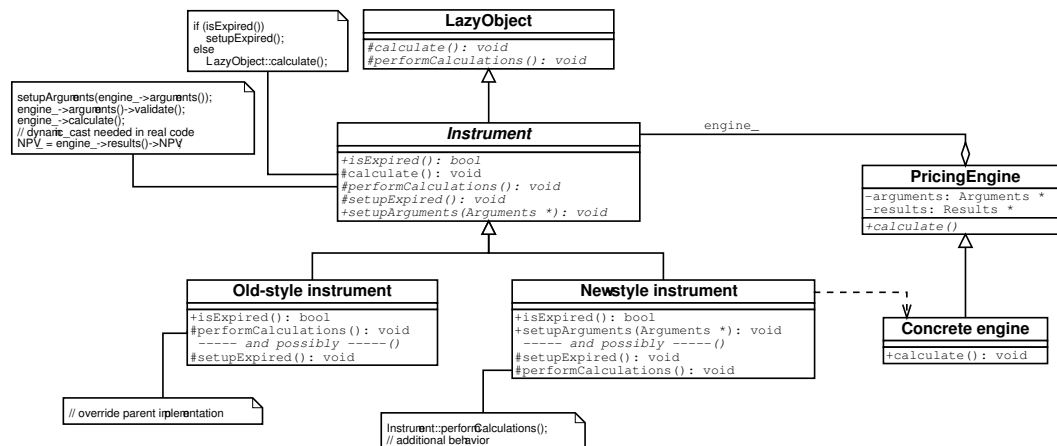 LazyObject
#calculate(): void
#performCalculations(): void
if (isExpired())
setupExpired();
else
LazyObject::calculate();
setupArguments(engine_->arguments());
engine_->arguments()->validate();
engine_->calculate();
// dynamic_cast needed in real code
NPV_ = engine_->results()->NPV;
Instrument
+isExpired(): bool
#calculate(): void
#performCalculations(): void
#setupExpired(): void
+setupArguments(Arguments *): void
engine_
PricingEngine
-arguments: Arguments *
-results: Results *
+calculate()
Old-style instrument
+isExpired(): bool
#performCalculations(): void
----- and possibly -----()
#setupExpired(): void
New-style instrument
+isExpired(): bool
+setupArguments(Arguments *): void
----- and possibly -----()
#setupExpired(): void
#performCalculations(): void
Concrete engine
+calculate(): void
// override parent implementation
Instrument::performCalculations();
// additional behavior